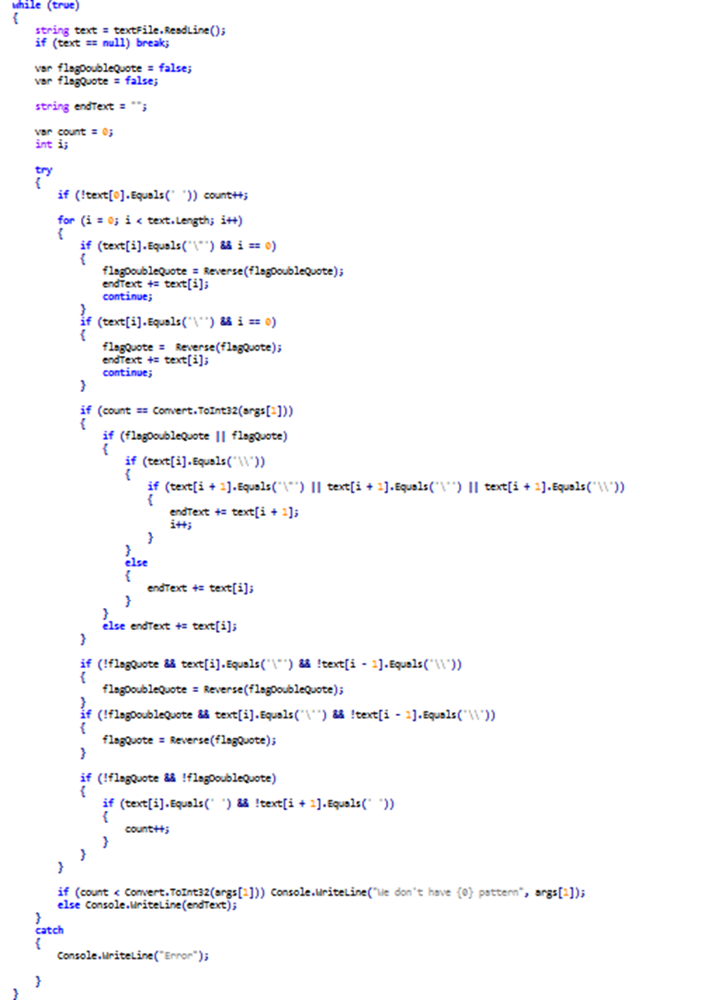 while (true)
{
string text = textFile.ReadLine();
if (text == null) break;
var flagDoubleQuote = false;
var flagQuote = false;
string endText = "";
var count = 0;
int i;
try
{
if (!text[0].Equals(' ')) count++;
for (i = 0; i < text.Length; i++)
{
if (text[i].Equals('\"') && i == 0)
{
flagDoubleQuote = Reverse(flagDoubleQuote);
endText += text[i];
continue;
}
if (text[i].Equals('\'') && i == 0)
{
flagQuote =  Reverse(flagQuote);
endText += text[i];
continue;
}
if (count == Convert.ToInt32(args[1]))
{
if (flagDoubleQuote || flagQuote)
{
if (text[i].Equals('\\'))
{
if (text[i + 1].Equals('\"') || text[i + 1].Equals('\'') || text[i + 1].Equals('\\'))
{
endText += text[i + 1];
i++;
}
}
else
{
endText += text[i];
}
}
else endText += text[i];
}
if (!flagQuote && text[i].Equals('\"') && !text[i - 1].Equals('\\'))
{
flagDoubleQuote = Reverse(flagDoubleQuote);
}
if (!flagDoubleQuote && text[i].Equals('\'') && !text[i - 1].Equals('\\'))
{
flagQuote = Reverse(flagQuote);
}
if (!flagQuote && !flagDoubleQuote)
{
if (text[i].Equals(' ') && !text[i + 1].Equals(' '))
{
count++;
}
}
}
if (count < Convert.ToInt32(args[1])) Console.WriteLine("We don't have {0} pattern", args[1]);
else Console.WriteLine(endText);
}
catch
{
Console.WriteLine("Error");
}
}